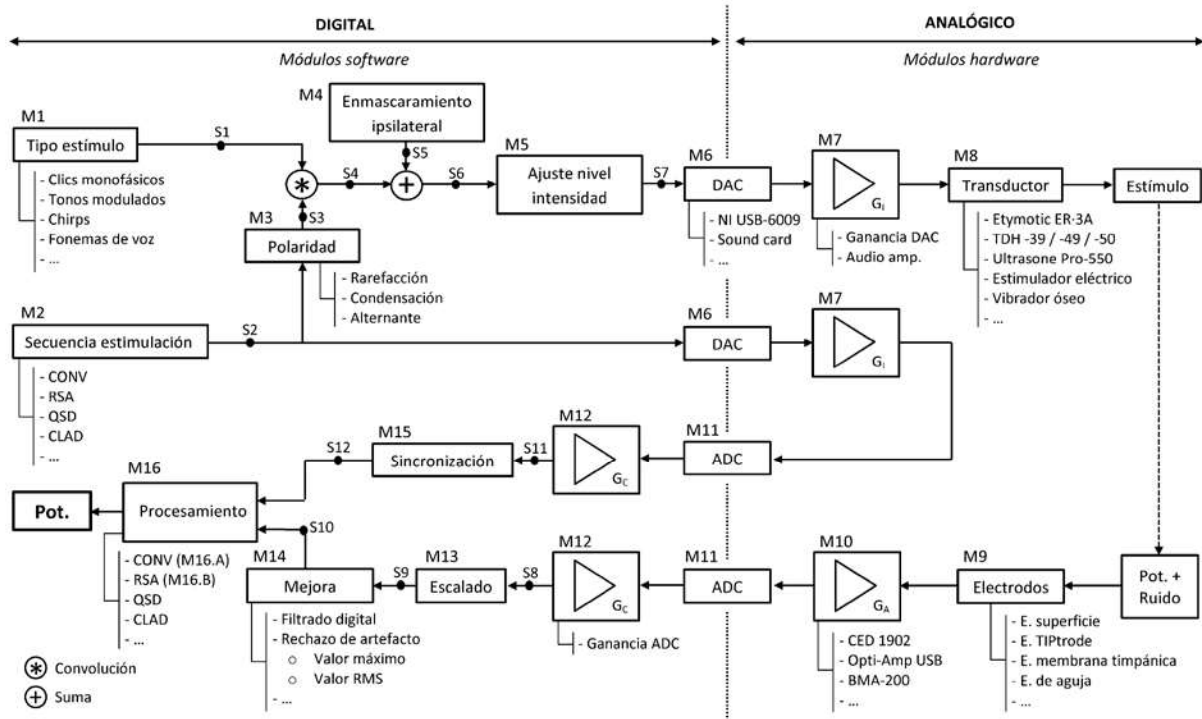 DIGITAL
ANALÓGICO
Módulos software
Módulos hardware
M1
Tipo estímulo
- Clics monofásicos
- Tonos modulados
- Chirps
- Fonemas de voz
- ...
S1
M4
Enmascaramiento
ipsilateral
S5
*
S4
+
S6
S3
M3
Polaridad
- Rarefacción
- Condensación
- Alternante
M5
Ajuste nivel
intensidad
S7
M6
DAC
- NI USB-6009
- Sound card
- ...
M7
Gı
- Ganancia DAC
- Audio amp.
M8
Transductor
- Etymotic ER·3A
- TDH -39 / -49 / -50
- Ultrasone Pro-550
- Estimulador eléctrico
- Vibrador óseo
- ...
Estímulo
M2
Secuencia estimulación
- CONV
- RSA
- QSD
- CLAD
- ...
S2
M6
DAC
M7
Gı
M16
Procesamiento
- CONV (M16.A)
- RSA (M16.B)
- QSD
- CLAD
- ...
Pot.
S12
M15
Sincronización
S11
M12
GC
M11
ADC
S10
M14
Mejora
- Filtrado digital
- Rechazo de artefacto
○ Valor máximo
○ Valor RMS
- ...
S9
M13
Escalado
S8
M12
GC
- Ganancia ADC
M11
ADC
M10
GA
- CED 1902
- Opti-Amp USB
- BMA-200
- ...
M9
Electrodos
- E. superficie
- E. TIPtrode
- E. membrana timpánica
- E. de aguja
- ...
Pot. +
Ruido
* Convolución
+ Suma